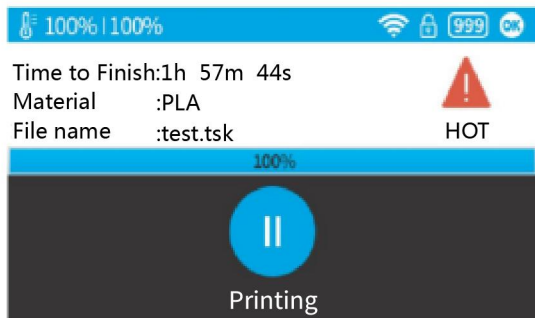 100% | 100% 999 OK
Time to Finish:1h 57m 44s
Material :PLA
File name :test.tsk
HOT
100%
Printing